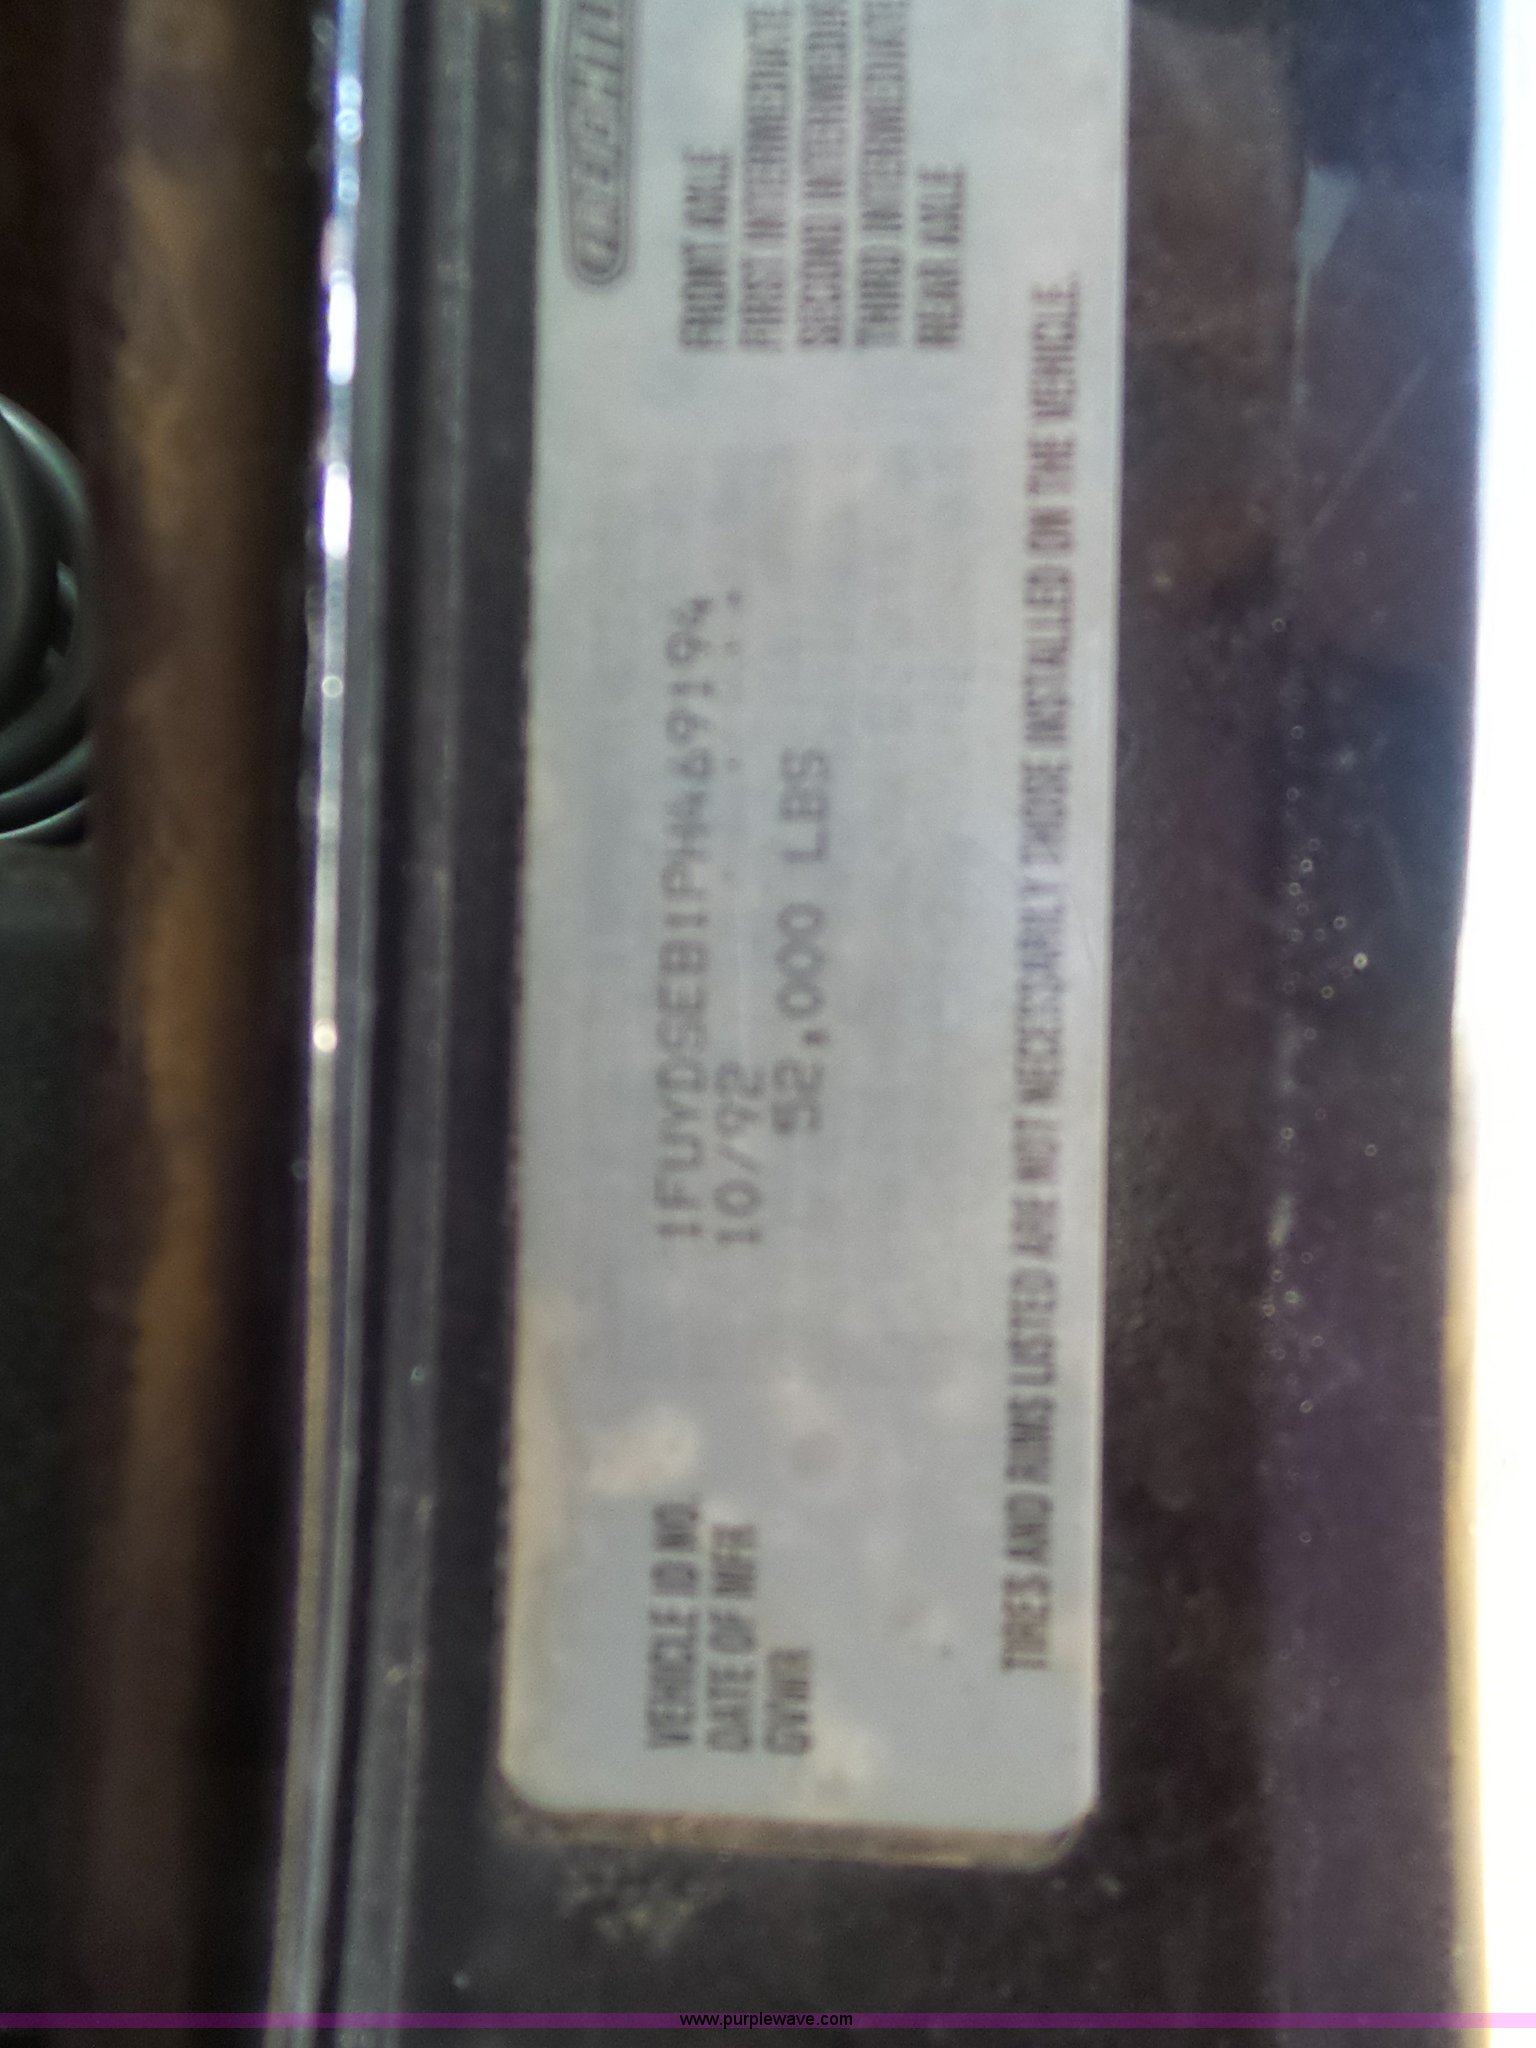 VEHICLE ID NO. 1FUYDSEB1PH469194
DATE OF MFR 10/92
GVWR 52,000 LBS
FRONT AXLE
FIRST INTERMEDIATE
SECOND INTERMEDIATE
THIRD INTERMEDIATE
REAR AXLE
TIRES AND RIMS LISTED ARE NOT NECESSARILY THOSE INSTALLED ON THE VEHICLE.
www.purplewave.com